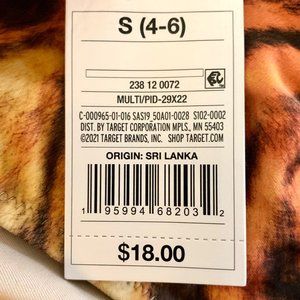 S (4-6)
238 12 0072
MULTI/PID-29X22
C-000965-01-016 SAS19_50A01-0028 S102-0002
DIST. BY TARGET CORPORATION MPLS., MN 55403
©2021 TARGET BRANDS, INC. SHOP TARGET.COM
ORIGIN: SRI LANKA
1 95994 68203 2
$18.00